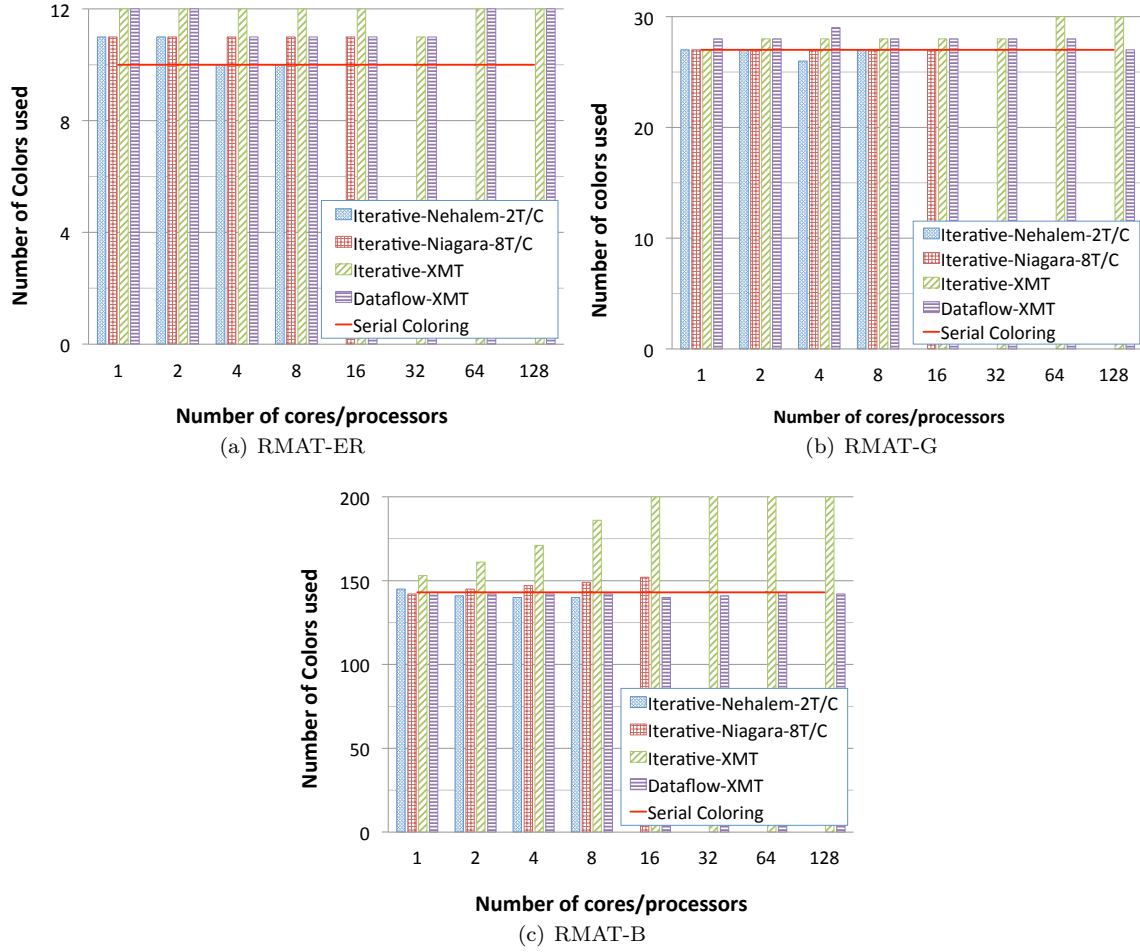 12
8
4
0
Number of Colors used
Iterative-Nehalem-2T/C
Iterative-Niagara-8T/C
Iterative-XMT
Dataflow-XMT
Serial Coloring
1 2 4 8 16 32 64 128
Number of cores/processors
(a) RMAT-ER
30
20
10
0
Number of colors used
Iterative-Nehalem-2T/C
Iterative-Niagara-8T/C
Iterative-XMT
Dataflow-XMT
Serial Coloring
1 2 4 8 16 32 64 128
Number of cores/processors
(b) RMAT-G
200
150
100
50
0
Number of Colors used
Iterative-Nehalem-2T/C
Iterative-Niagara-8T/C
Iterative-XMT
Dataflow-XMT
Serial Coloring
1 2 4 8 16 32 64 128
Number of cores/processors
(c) RMAT-B